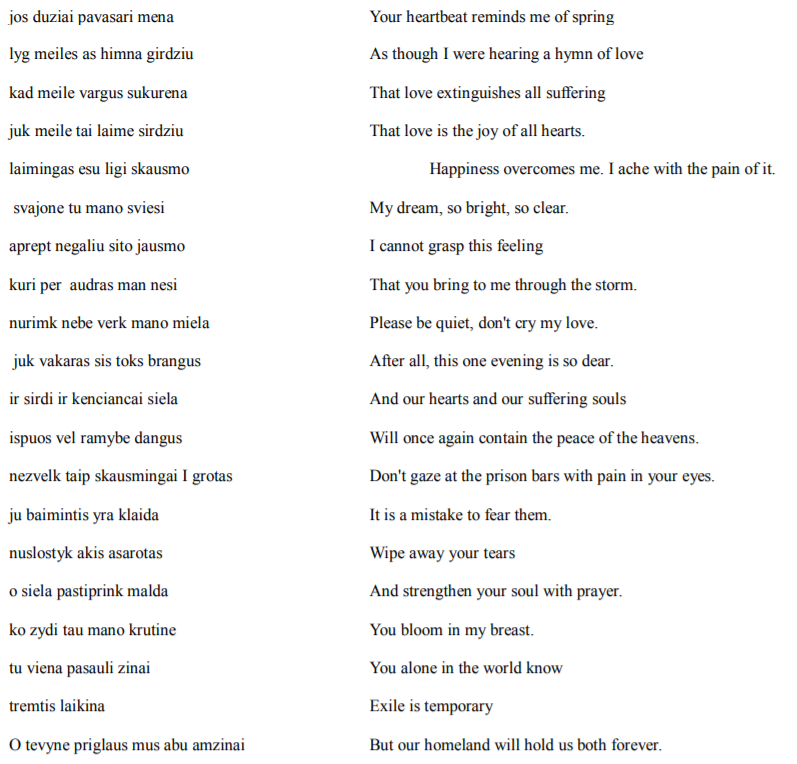 jos duziai pavasari mena Your heartbeat reminds me of spring
lyg meiles as himna girdziu As though I were hearing a hymn of love
kad meile vargus sukurena That love extinguishes all suffering
juk meile tai laime sirdziu That love is the joy of all hearts.
laimingas esu ligi skausmo Happiness overcomes me. I ache with the pain of it.
svajone tu mano sviesi My dream, so bright, so clear.
aprept negaliu sito jausmo I cannot grasp this feeling
kuri per audras man nesi That you bring to me through the storm.
nurimk nebe verk mano miela Please be quiet, don't cry my love.
juk vakaras sis toks brangus After all, this one evening is so dear.
ir sirdi ir kenciancai siela And our hearts and our suffering souls
ispuos vel ramybe dangus Will once again contain the peace of the heavens.
nezvelk taip skausmingai I grotas Don't gaze at the prison bars with pain in your eyes.
ju baimintis yra klaida It is a mistake to fear them.
nuslostyk akis asarotas Wipe away your tears
o siela pastiprink malda And strengthen your soul with prayer.
ko zydi tau mano krutine You bloom in my breast.
tu viena pasauli zinai You alone in the world know
tremtis laikina Exile is temporary
O tevyne priglaus mus abu amzinai But our homeland will hold us both forever.